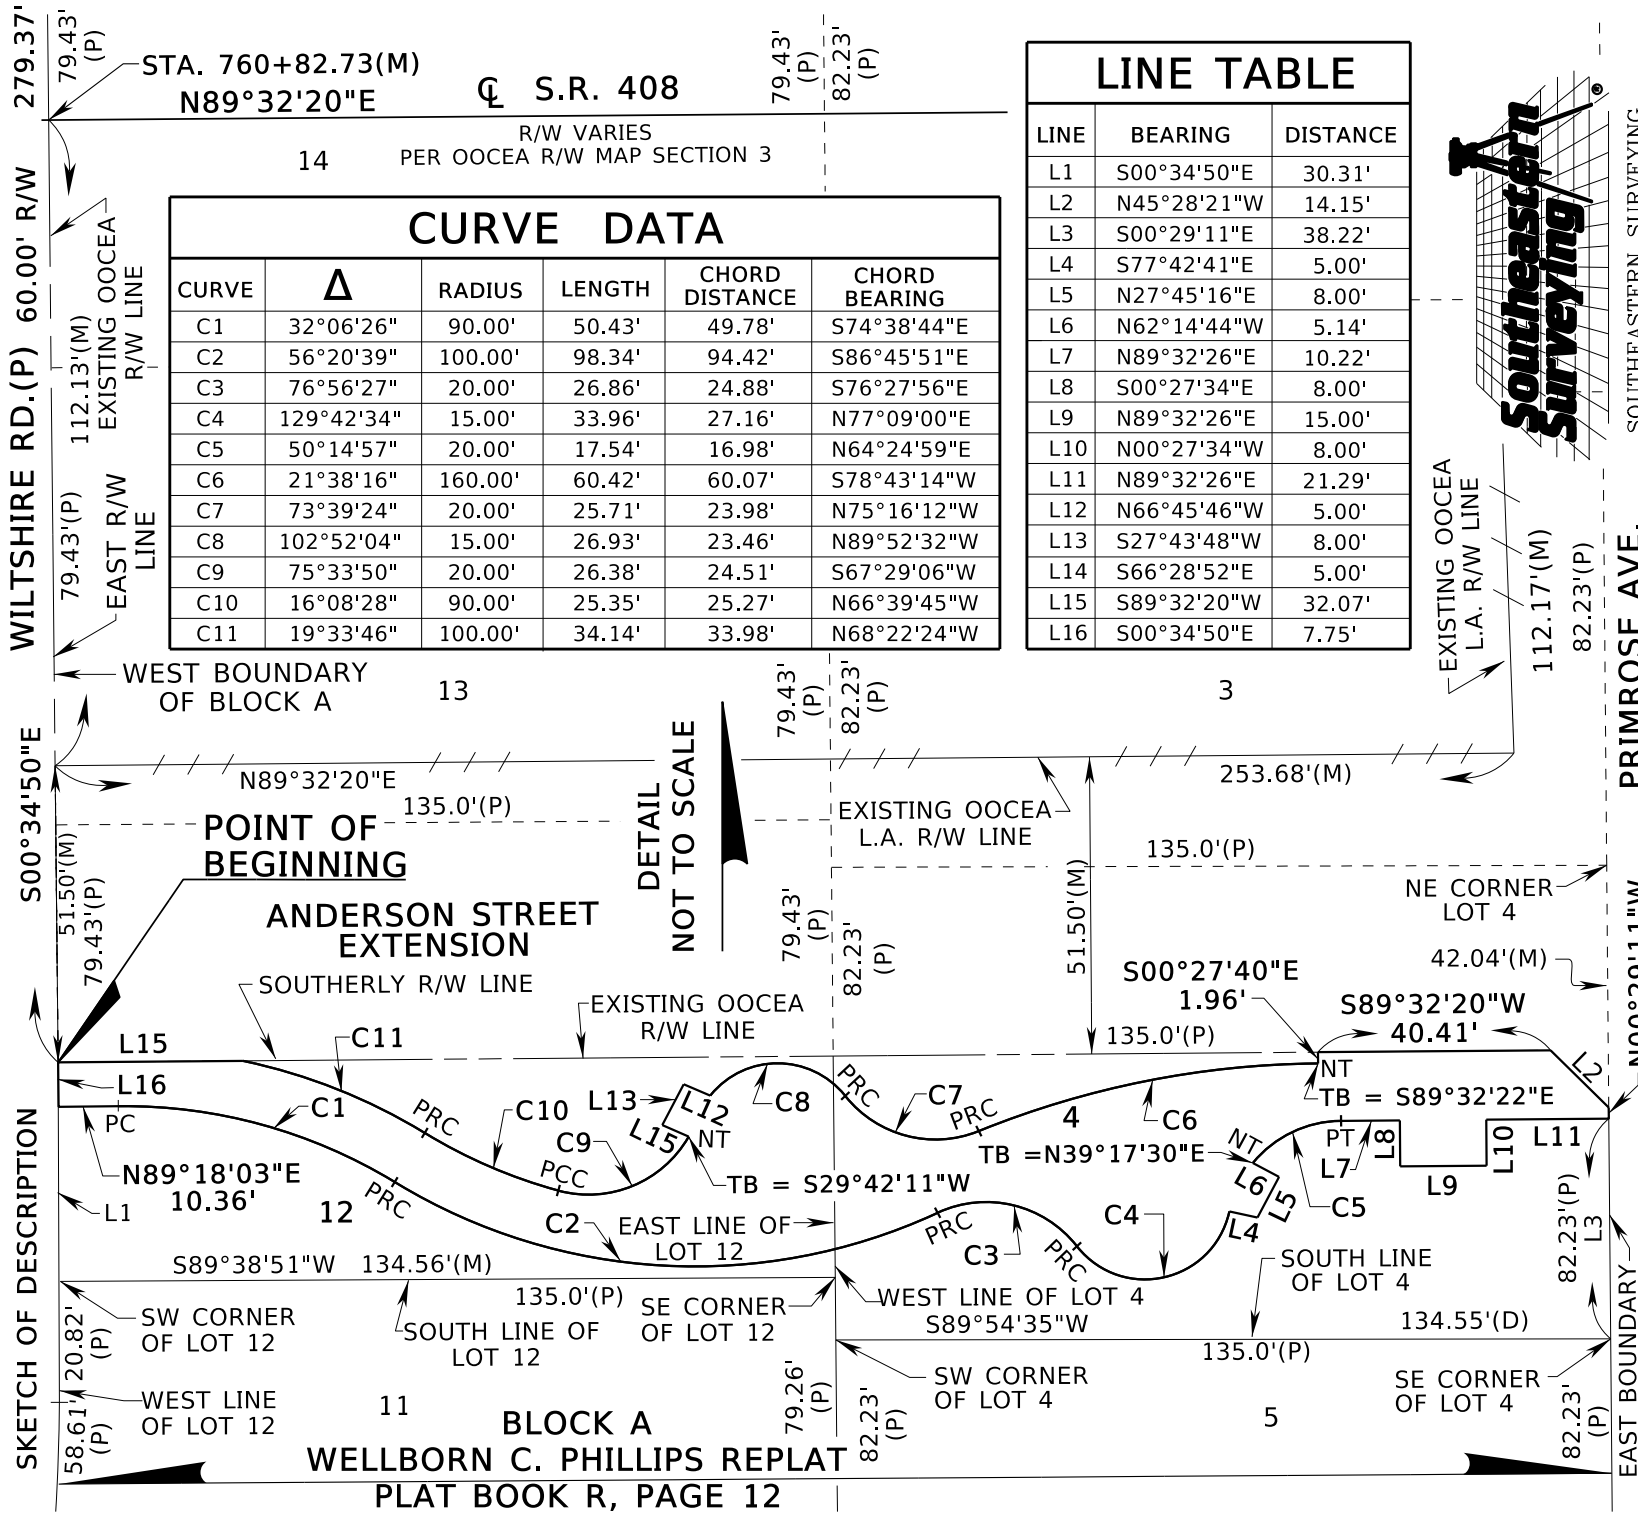 279.37'
79.43'
(P)
STA. 760+82.73(M)
N89°32'20"E
℄ S.R. 408
79.43'
(P)
82.23'
(P)
R/W VARIES
PER OOCEA R/W MAP SECTION 3
14
WILTSHIRE RD.(P) 60.00' R/W
EXISTING OOCEA
R/W LINE
112.13'(M)
79.43'(P)
EAST R/W
LINE
CURVE DATA
CURVE Δ RADIUS LENGTH CHORD DISTANCE CHORD BEARING
C1 32°06'26" 90.00' 50.43' 49.78' S74°38'44"E
C2 56°20'39" 100.00' 98.34' 94.42' S86°45'51"E
C3 76°56'27" 20.00' 26.86' 24.88' S76°27'56"E
C4 129°42'34" 15.00' 33.96' 27.16' N77°09'00"E
C5 50°14'57" 20.00' 17.54' 16.98' N64°24'59"E
C6 21°38'16" 160.00' 60.42' 60.07' S78°43'14"W
C7 73°39'24" 20.00' 25.71' 23.98' N75°16'12"W
C8 102°52'04" 15.00' 26.93' 23.46' N89°52'32"W
C9 75°33'50" 20.00' 26.38' 24.51' S67°29'06"W
C10 16°08'28" 90.00' 25.35' 25.27' N66°39'45"W
C11 19°33'46" 100.00' 34.14' 33.98' N68°22'24"W
LINE TABLE
LINE BEARING DISTANCE
L1 S00°34'50"E 30.31'
L2 N45°28'21"W 14.15'
L3 S00°29'11"E 38.22'
L4 S77°42'41"E 5.00'
L5 N27°45'16"E 8.00'
L6 N62°14'44"W 5.14'
L7 N89°32'26"E 10.22'
L8 S00°27'34"E 8.00'
L9 N89°32'26"E 15.00'
L10 N00°27'34"W 8.00'
L11 N89°32'26"E 21.29'
L12 N66°45'46"W 5.00'
L13 S27°43'48"W 8.00'
L14 S66°28'52"E 5.00'
L15 S89°32'20"W 32.07'
L16 S00°34'50"E 7.75'
Southeastern
Surveying
®
SOUTHEASTERN SURVEYING
EXISTING OOCEA
L.A. R/W LINE
112.17'(M)
82.23'(P)
PRIMROSE AVE.
WEST BOUNDARY
OF BLOCK A
13
79.43'
(P)
82.23'
(P)
3
S00°34'50"E
N89°32'20"E
135.0'(P)
253.68'(M)
DETAIL
NOT TO SCALE
EXISTING OOCEA
L.A. R/W LINE
POINT OF
BEGINNING
51.50'(M)
79.43'(P)
135.0'(P)
NE CORNER
LOT 4
ANDERSON STREET
EXTENSION
79.43'
(P)
82.23'
(P)
51.50'(M)
42.04'(M)
N00°29'11"W
SOUTHERLY R/W LINE
EXISTING OOCEA
R/W LINE
S00°27'40"E
1.96'
S89°32'20"W
40.41'
135.0'(P)
L15
C11
L16
C1
PC
PRC
C10
L13
L12
C8
PRC
C7
PRC
4
C6
NT
TB = S89°32'22"E
L2
C9
L15
NT
PCC
TB =N39°17'30"E
NT
PT
L7
L8
L10
L11
L9
N89°18'03"E
10.36'
PRC
TB = S29°42'11"W
L6
L5
C5
L4
L1
12
C2
EAST LINE OF
LOT 12
PRC
C3
PRC
C4
82.23'(P)
L3
S89°38'51"W 134.56'(M)
135.0'(P)
SOUTH LINE
OF LOT 4
WEST LINE OF LOT 4
S89°54'35"W
134.55'(D)
135.0'(P)
SW CORNER
OF LOT 12
SOUTH LINE OF
LOT 12
SE CORNER
OF LOT 12
SW CORNER
OF LOT 4
SE CORNER
OF LOT 4
20.82'
(P)
58.61'
(P)
WEST LINE
OF LOT 12
11
79.26'
(P)
82.23'
(P)
5
82.23'
(P)
EAST BOUNDARY
SKETCH OF DESCRIPTION
BLOCK A
WELLBORN C. PHILLIPS REPLAT
PLAT BOOK R, PAGE 12